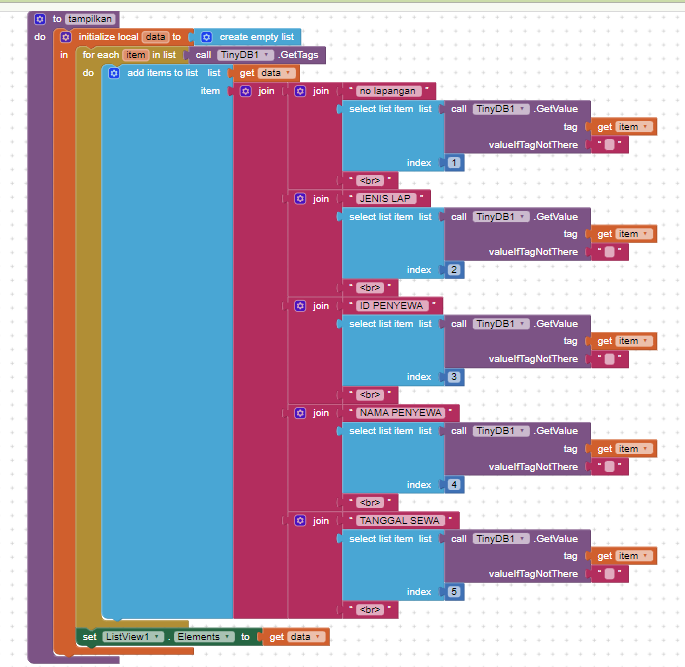 to tampilkan
do initialize local data to create empty list
in for each item in list call TinyDB1 .GetTags
do add items to list list get data
item join join " no lapangan "
select list item list call TinyDB1 .GetValue
tag get item
valueIfTagNotThere " "
index 1
" <br> "
join " JENIS LAP "
select list item list call TinyDB1 .GetValue
tag get item
valueIfTagNotThere " "
index 2
" <br> "
join " ID PENYEWA "
select list item list call TinyDB1 .GetValue
tag get item
valueIfTagNotThere " "
index 3
" <br> "
join " NAMA PENYEWA "
select list item list call TinyDB1 .GetValue
tag get item
valueIfTagNotThere " "
index 4
" <br> "
join " TANGGAL SEWA "
select list item list call TinyDB1 .GetValue
tag get item
valueIfTagNotThere " "
index 5
" <br> "
set ListView1 . Elements to get data